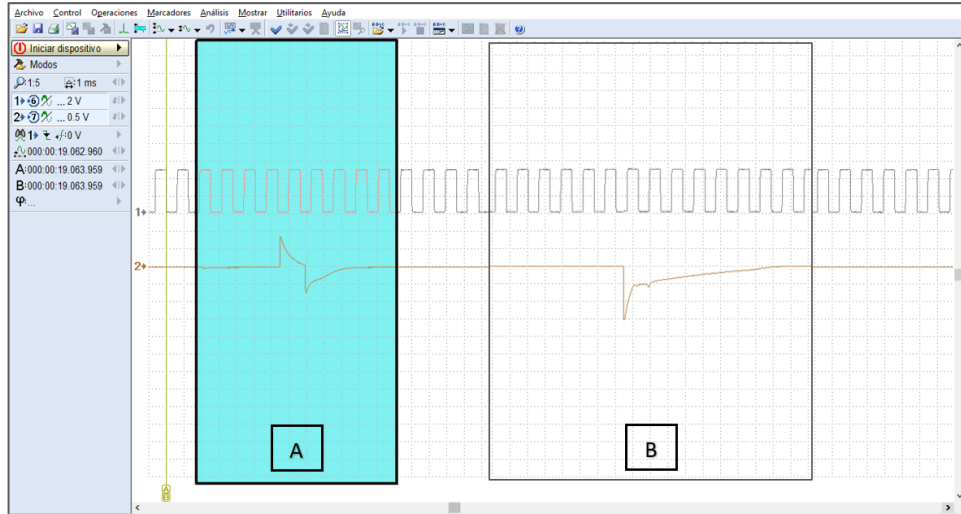 Archivo Control Operaciones Marcadores Análisis Mostrar Utilitarios Ayuda
Iniciar dispositivo
Modos
1:5 1 ms
1 6 ... 2 V
2 7 ... 0.5 V
1 0 V
000:00:19.062.960
A:000:00:19.063.959
B:000:00:19.063.959
φ:...
1
2
A
B
A
B